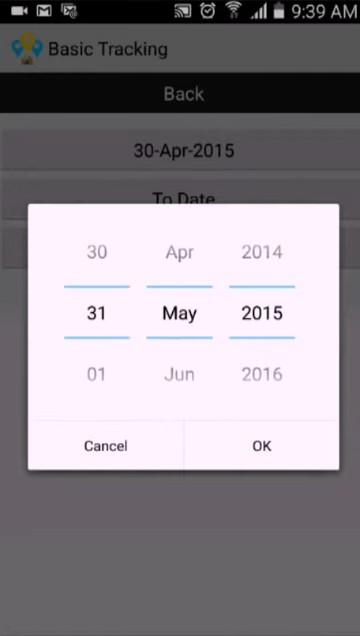 9:39 AM
Basic Tracking
Back
30-Apr-2015
To Date
30 Apr 2014
31 May 2015
01 Jun 2016
Cancel OK